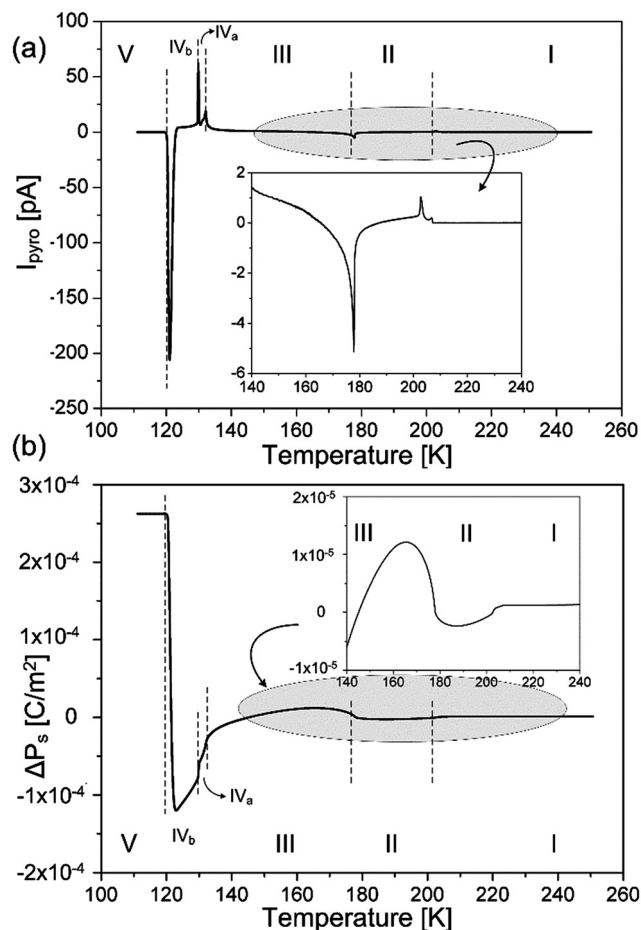 (a)
IVb
IVa
V
III
II
I
100
50
0
-50
-100
-150
-200
-250
Ipyro [pA]
2
0
-2
-4
-6
140 160 180 200 220 240
100 120 140 160 180 200 220 240 260
Temperature [K]
(b)
3x10-4
2x10-4
1x10-4
0
-1x10-4
-2x10-4
ΔPs [C/m2]
2x10-5
1x10-5
0
-1x10-5
III II I
140 160 180 200 220 240
IVa
V IVb III II I
100 120 140 160 180 200 220 240 260
Temperature [K]